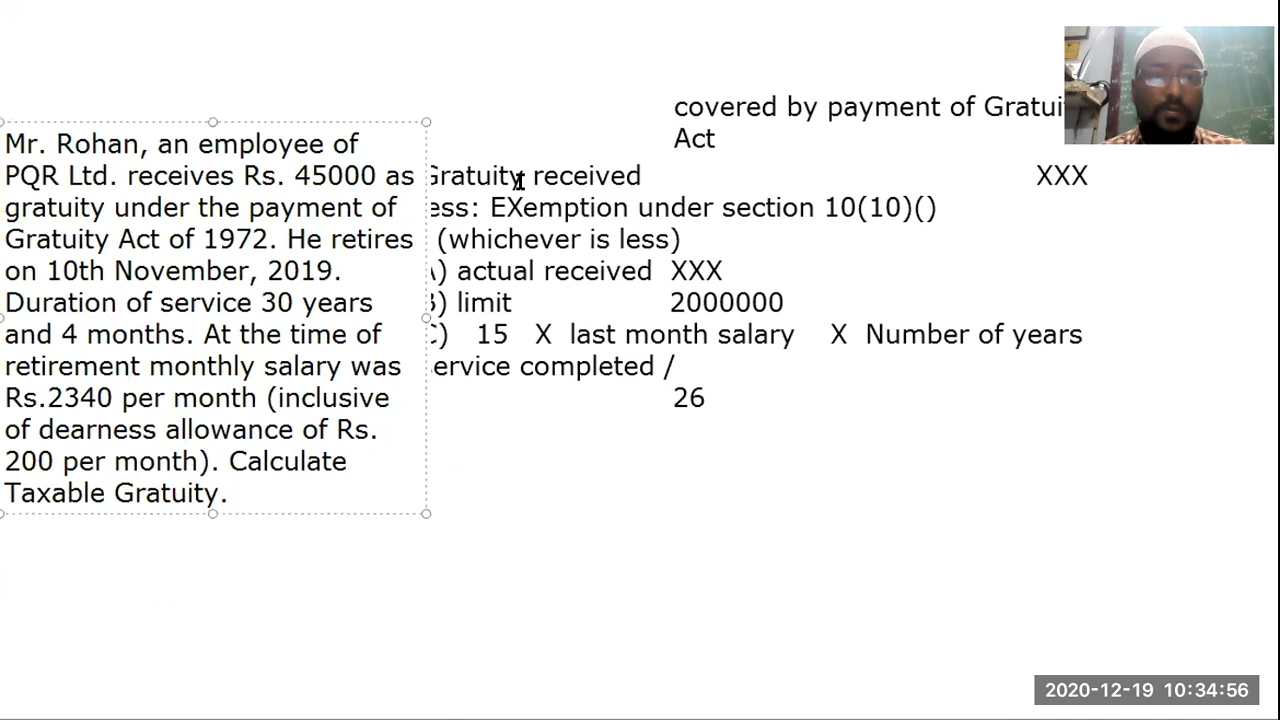 covered by payment of
Act
Mr. Rohan, an employee of
PQR Ltd. receives Rs. 45000 as
gratuity under the payment of
Gratuity Act of 1972. He retires
on 10th November, 2019.
Duration of service 30 years
and 4 months. At the time of
retirement monthly salary was
Rs.2340 per month (inclusive
of dearness allowance of Rs.
200 per month). Calculate
Taxable Gratuity.
Gratuity received XXX
ess: EXemption under section 10(10)()
(whichever is less)
) actual received XXX
) limit 2000000
) 15 X last month salary X Number of years
ervice completed /
26
2020-12-19 10:34:56